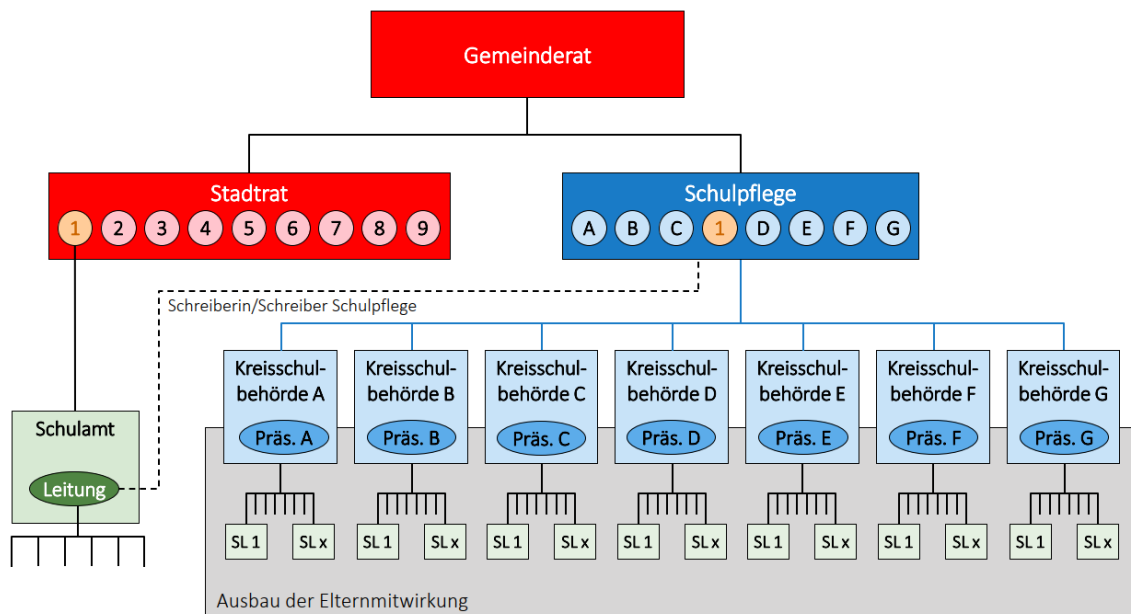 Gemeinderat
Stadtrat
1 2 3 4 5 6 7 8 9
Schulpflege
A B C 1 D E F G
Schreiberin/Schreiber Schulpflege
Kreisschul-
behörde A
Präs. A
Kreisschul-
behörde B
Präs. B
Kreisschul-
behörde C
Präs. C
Kreisschul-
behörde D
Präs. D
Kreisschul-
behörde E
Präs. E
Kreisschul-
behörde F
Präs. F
Kreisschul-
behörde G
Präs. G
Schulamt
Leitung
SL 1 SL x SL 1 SL x SL 1 SL x SL 1 SL x SL 1 SL x SL 1 SL x SL 1 SL x
Ausbau der Elternmitwirkung